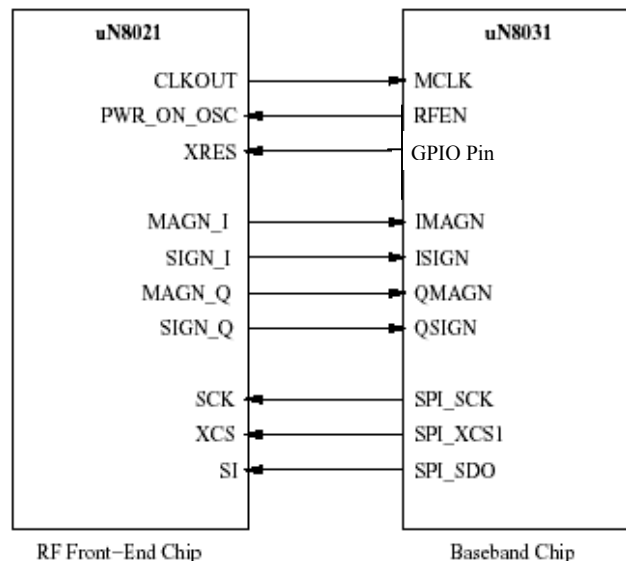 uN8021 uN8031
CLKOUT MCLK
PWR_ON_OSC RFEN
XRES GPIO Pin
MAGN_I IMAGN
SIGN_I ISIGN
MAGN_Q QMAGN
SIGN_Q QSIGN
SCK SPI_SCK
XCS SPI_XCS1
SI SPI_SDO
RF Front-End Chip Baseband Chip